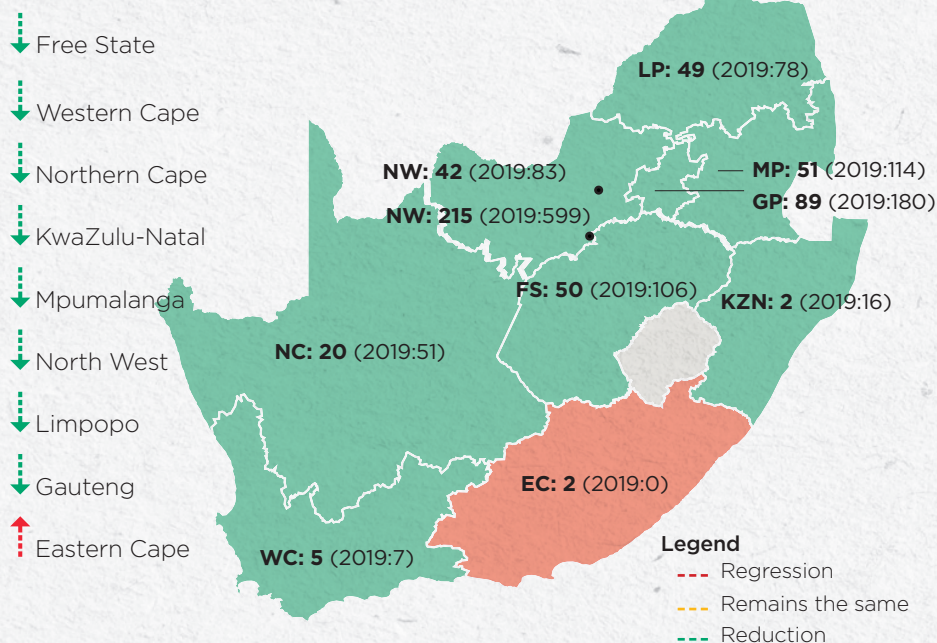 Free State
Western Cape
Northern Cape
KwaZulu-Natal
Mpumalanga
North West
Limpopo
Gauteng
Eastern Cape
LP: 49 (2019:78)
NW: 42 (2019:83)
MP: 51 (2019:114)
GP: 89 (2019:180)
NW: 215 (2019:599)
FS: 50 (2019:106)
KZN: 2 (2019:16)
NC: 20 (2019:51)
EC: 2 (2019:0)
WC: 5 (2019:7)
Legend
Regression
Remains the same
Reduction